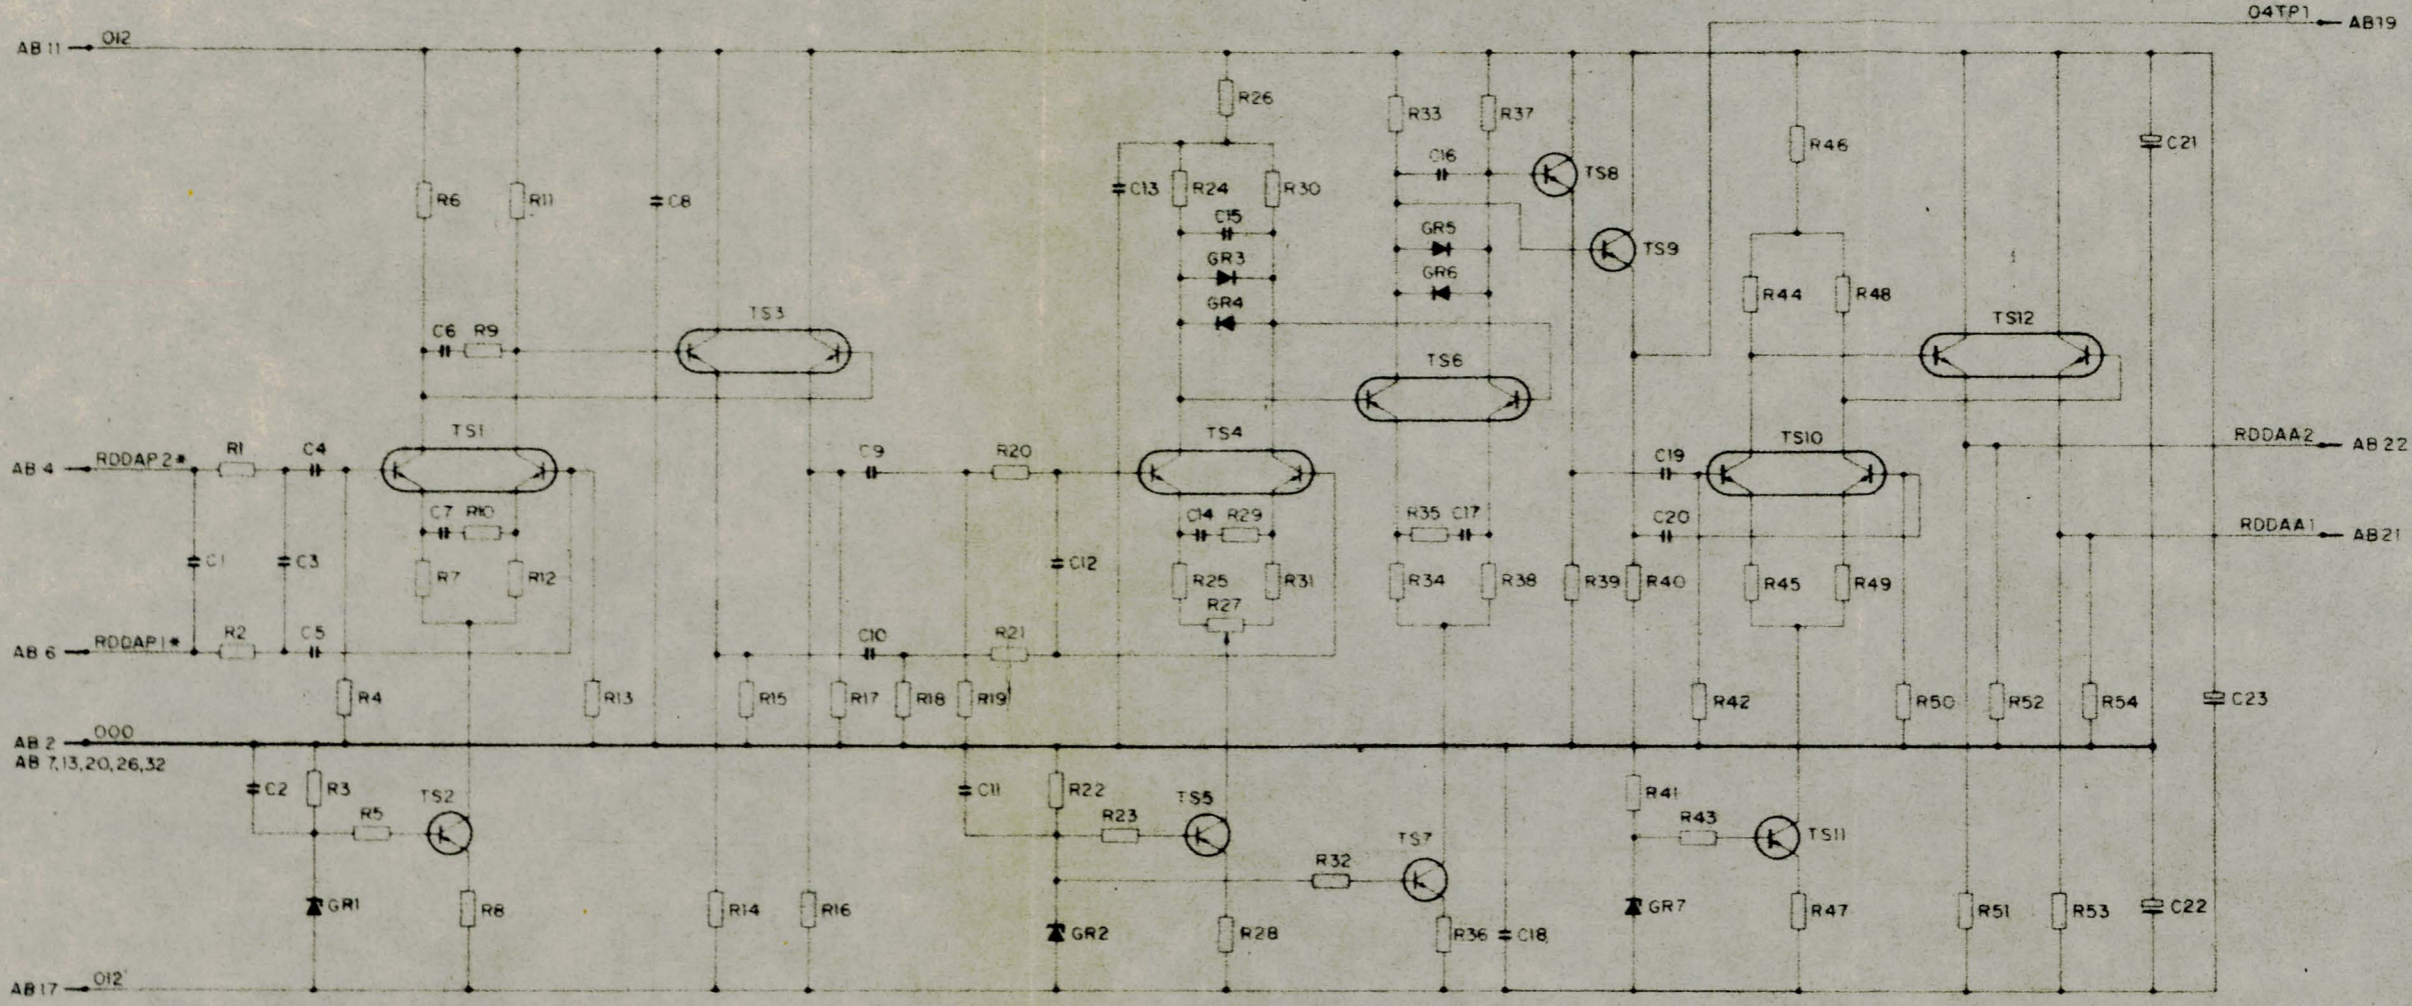 04TP1 AB19
AB 11 012
R26
R33 R37
R46 C21
C16
R6 R11 C8 C13 R24 R30 TS8
C15
GR5 TS9
GR3
GR6
GR4 R44 R48
TS3 TS12
C6 R9
TS6
TS1 TS4 TS10 RDDAA2 AB 22
AB 4 RDDAP2* R1 C4 C9 R20 C19
C7 R10 C14 R29 R35 C17 C20 RDDAA1 AB 21
C1 C3 C12
R7 R12 R25 R31 R34 R38 R39 R40 R45 R49
R27
AB 6 RDDAP1* R2 C5 C10 R21
R4 R13 R15 R17 R18 R19 R42 R50 R52 R54 C23
AB 2 000
AB 7,13,20,26,32
C2 R3 TS2 C11 R22 TS5 R41
R5 R23 R43 TS11
TS7
R32
GR1 R8 R14 R16 GR7 R47 R51 R53 C22
GR2 R28 R36 C18
AB 17 012